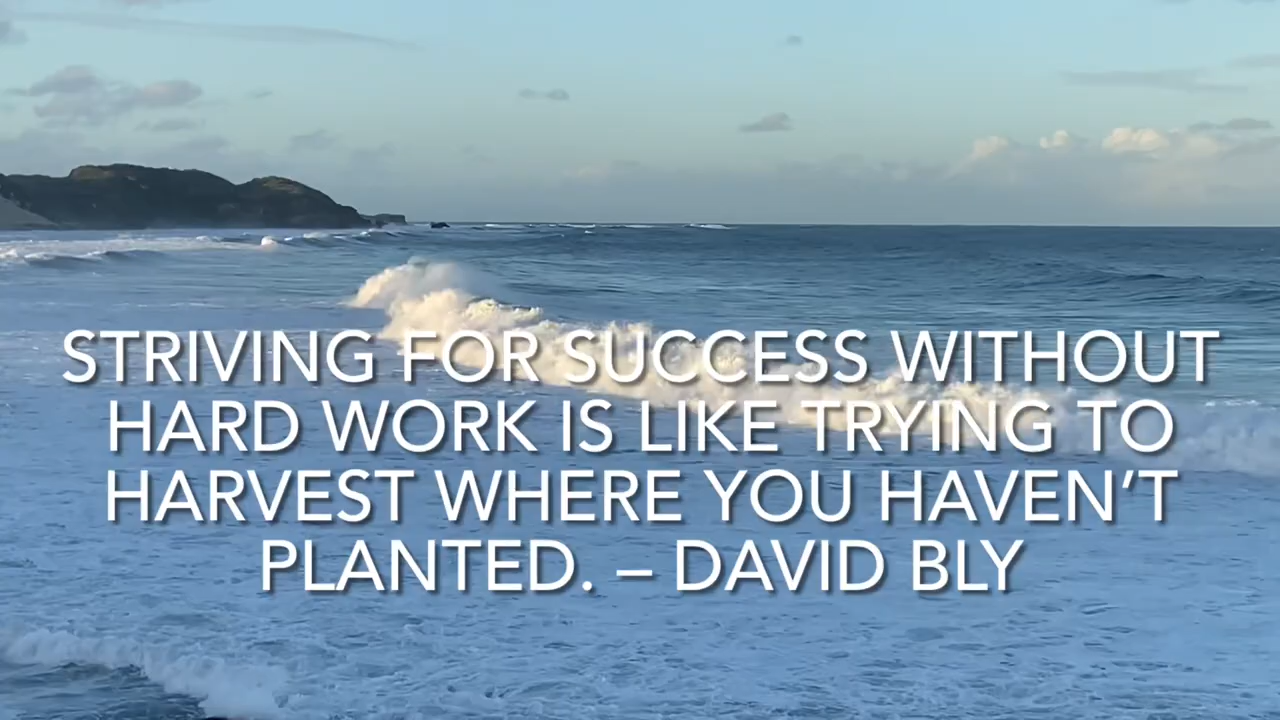 STRIVING FOR SUCCESS WITHOUT
HARD WORK IS LIKE TRYING TO
HARVEST WHERE YOU HAVEN’T
PLANTED. – DAVID BLY